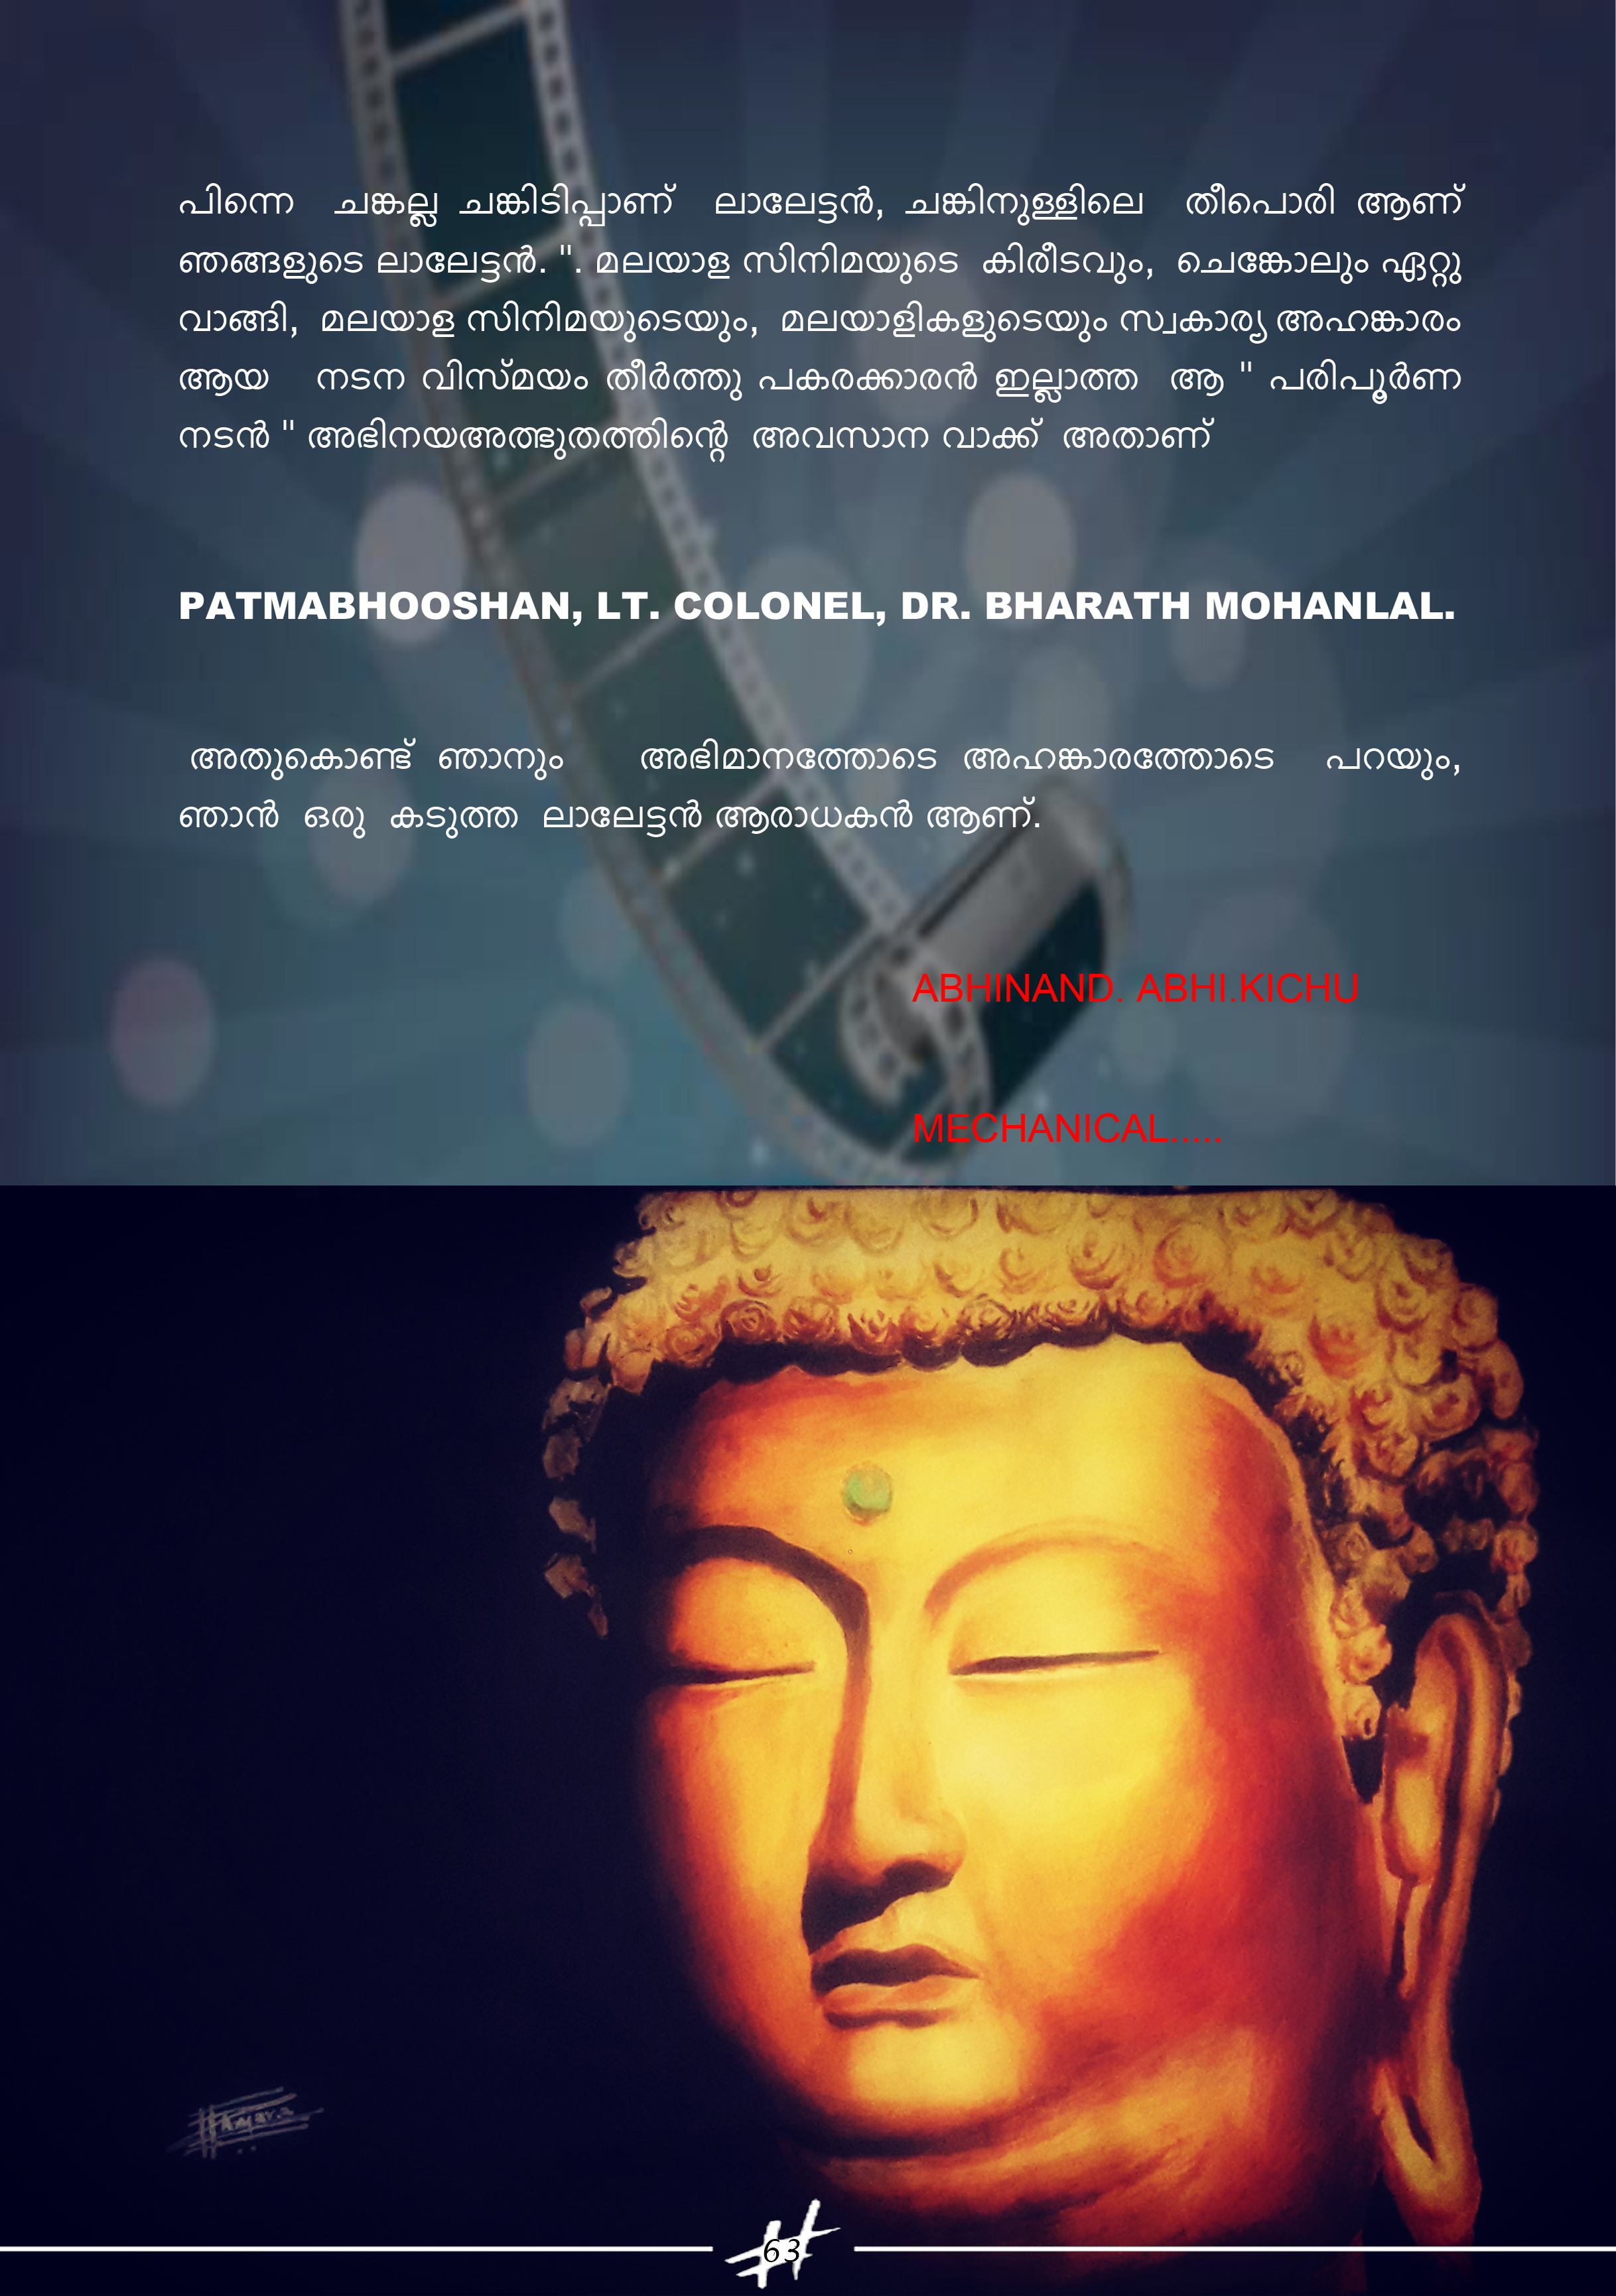 പിന്നെ ചങ്കല്ല ചങ്കിടിപ്പാണ് ലാലേട്ടൻ, ചങ്കിനുള്ളിലെ തീപൊരി ആണ്
ഞങ്ങളുടെ ലാലേട്ടൻ. ". മലയാള സിനിമയുടെ കിരീടവും, ചെങ്കോലും ഏറ്റു
വാങ്ങി, മലയാള സിനിമയുടെയും, മലയാളികളുടെയും സ്വകാര്യ അഹങ്കാരം
ആയ നടന വിസ്മയം തീർത്തു പകരക്കാരൻ ഇല്ലാത്ത ആ " പരിപൂർണ
നടൻ " അഭിനയഅത്ഭുതത്തിന്റെ അവസാന വാക്ക് അതാണ്
PATMABHOOSHAN, LT. COLONEL, DR. BHARATH MOHANLAL.
അതുകൊണ്ട് ഞാനും അഭിമാനത്തോടെ അഹങ്കാരത്തോടെ പറയും,
ഞാൻ ഒരു കടുത്ത ലാലേട്ടൻ ആരാധകൻ ആണ്.
ABHINAND. ABHI.KICHU
MECHANICAL.....
63